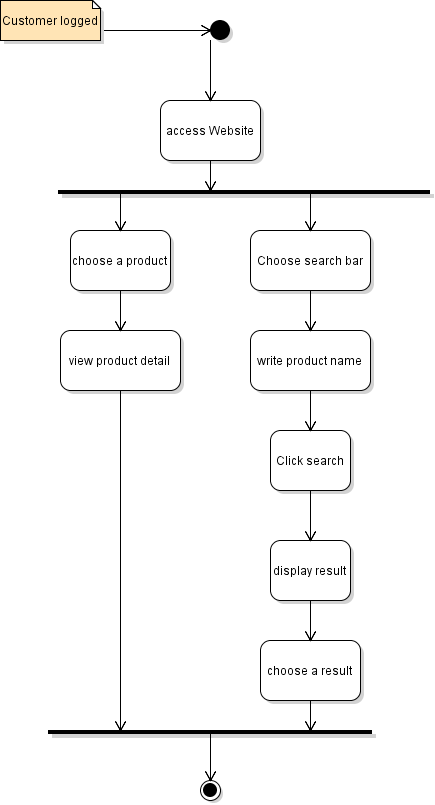 Customer logged
access Website
choose a product
Choose search bar
view product detail
write product name
Click search
display result
choose a result